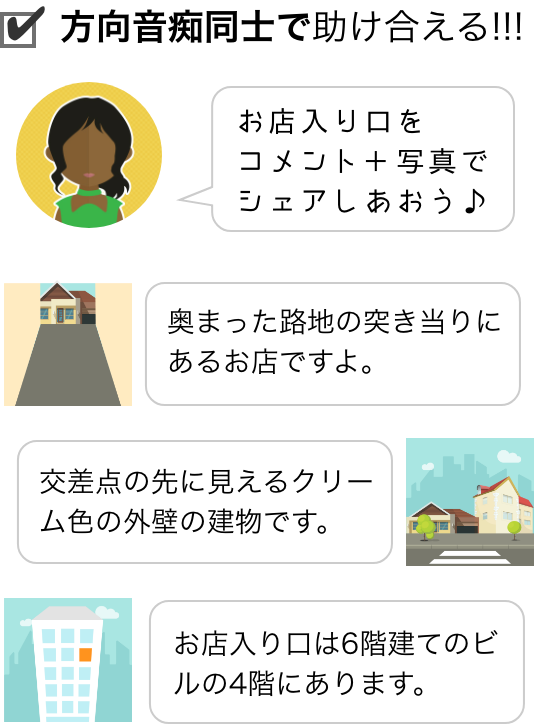 方向音痴同士で助け合える!!!
お店入り口を
コメント＋写真で
シェアしあおう♪
奥まった路地の突き当りに
あるお店ですよ。
交差点の先に見えるクリー
ム色の外壁の建物です。
お店入り口は6階建てのビ
ルの4階にあります。